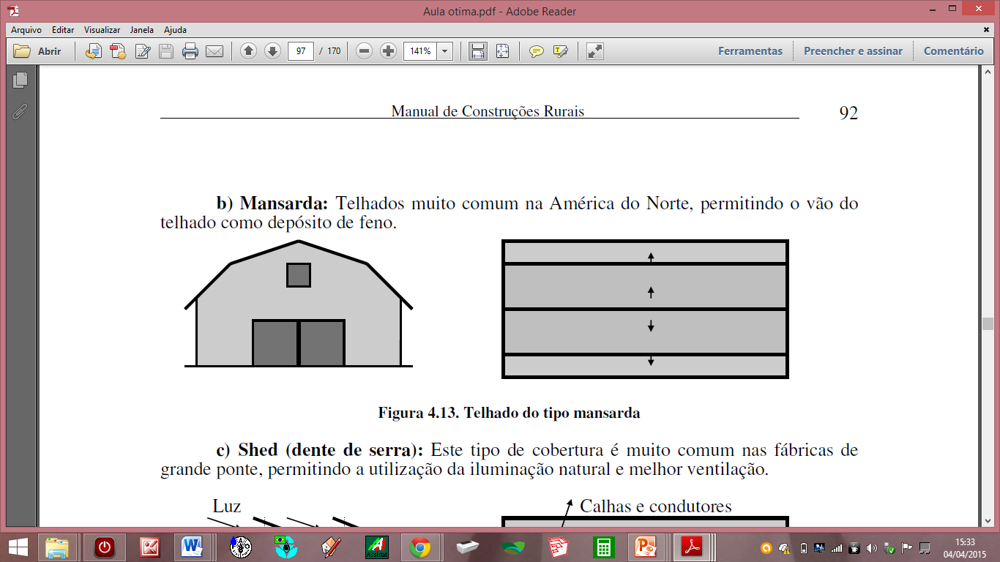 Aula otima.pdf - Adobe Reader
Arquivo Editar Visualizar Janela Ajuda
Abrir 97 / 170 141% Ferramentas Preencher e assinar Comentário
Manual de Construções Rurais 92
b) Mansarda: Telhados muito comum na América do Norte, permitindo o vão do
telhado como depósito de feno.
Figura 4.13. Telhado do tipo mansarda
c) Shed (dente de serra): Este tipo de cobertura é muito comum nas fábricas de
grande ponte, permitindo a utilização da iluminação natural e melhor ventilação.
Luz Calhas e condutores
Assistat
15:33
04/04/2015